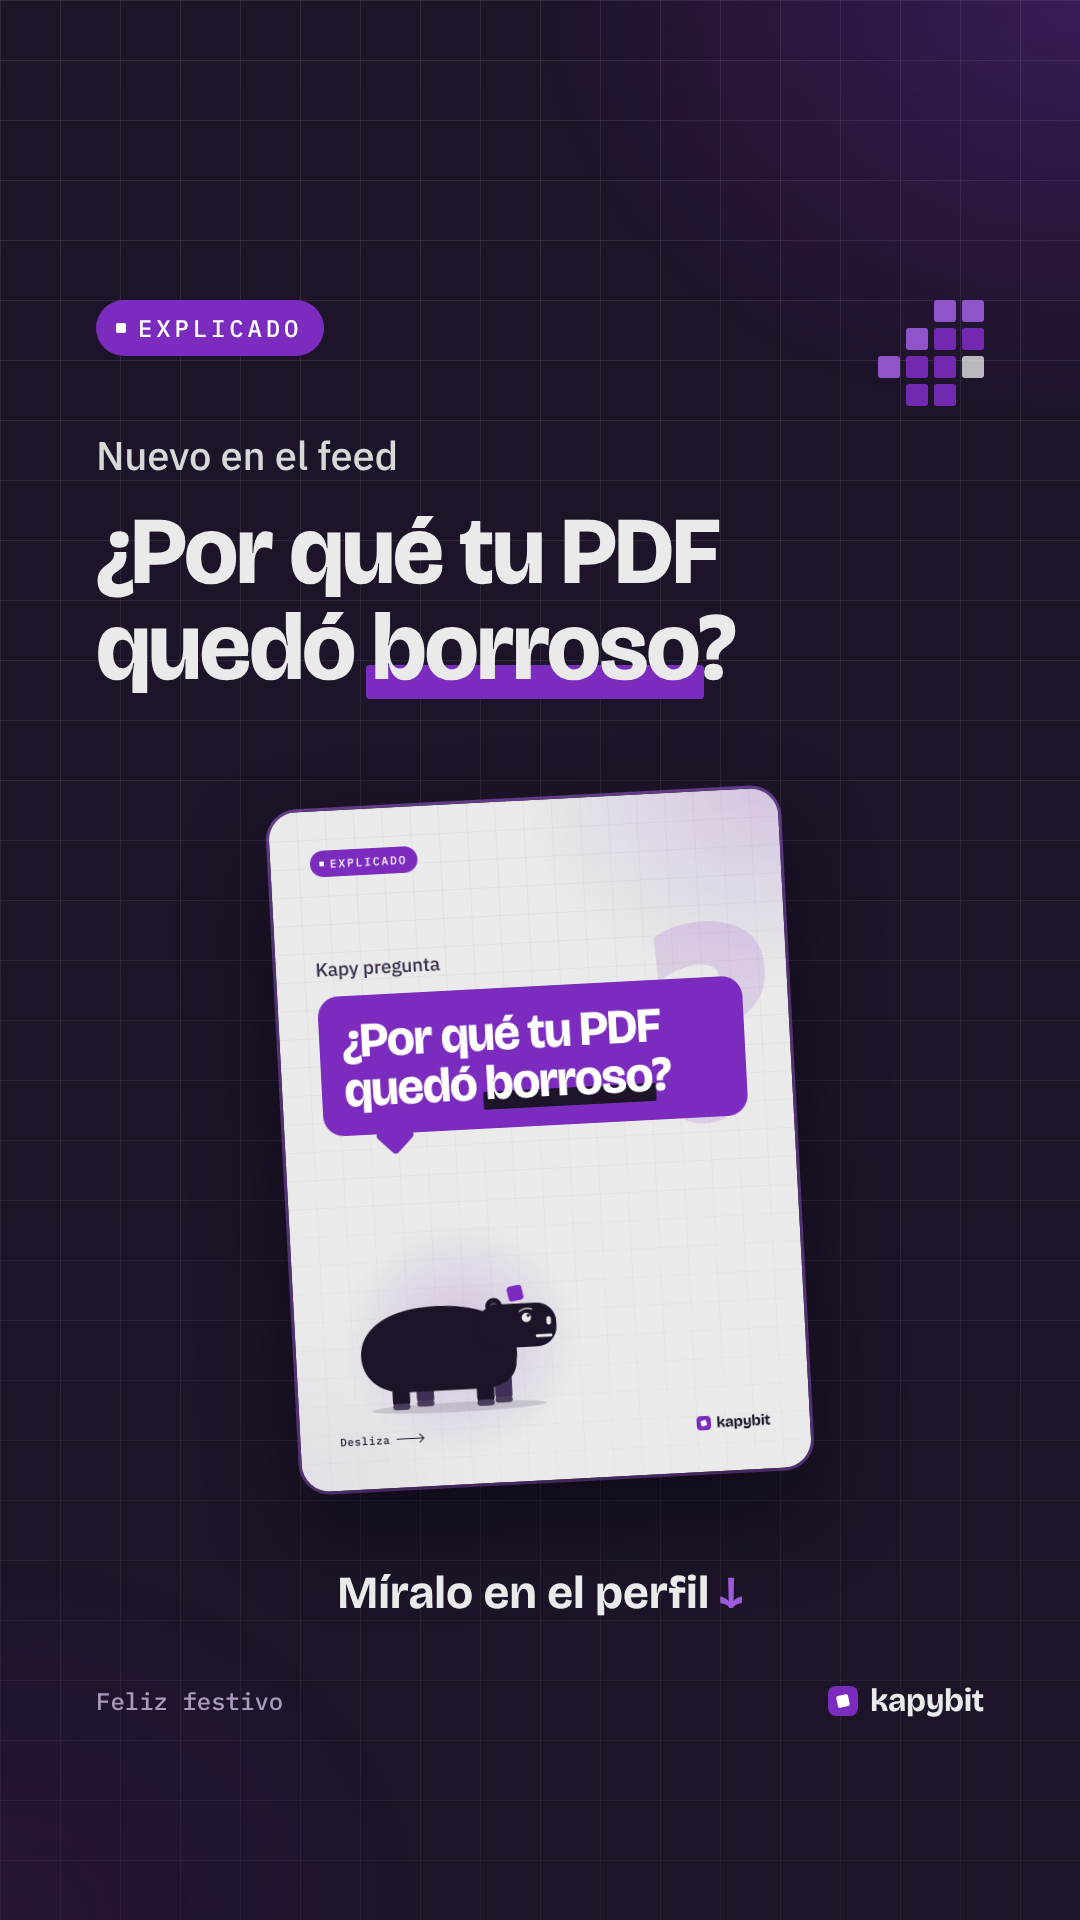 EXPLICADO
Nuevo en el feed
¿Por qué tu PDF
quedó borroso?
EXPLICADO
Kapy pregunta
¿Por qué tu PDF
quedó borroso?
Desliza
kapybit
Míralo en el perfil
Feliz festivo
kapybit